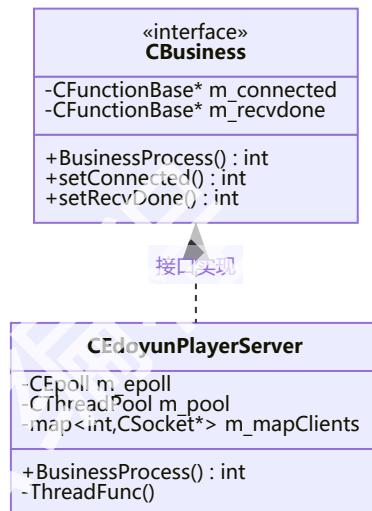 «interface»
CBusiness
-CFunctionBase* m_connected
-CFunctionBase* m_recvdone
+BusinessProcess() : int
+setConnected() : int
+setRecvDone() : int
接口实现
CEdoyunPlayerServer
-CEpoll m_epoll
-CThreadPool m_pool
-map<int,CSocket*> m_mapClients
+BusinessProcess() : int
-ThreadFunc()